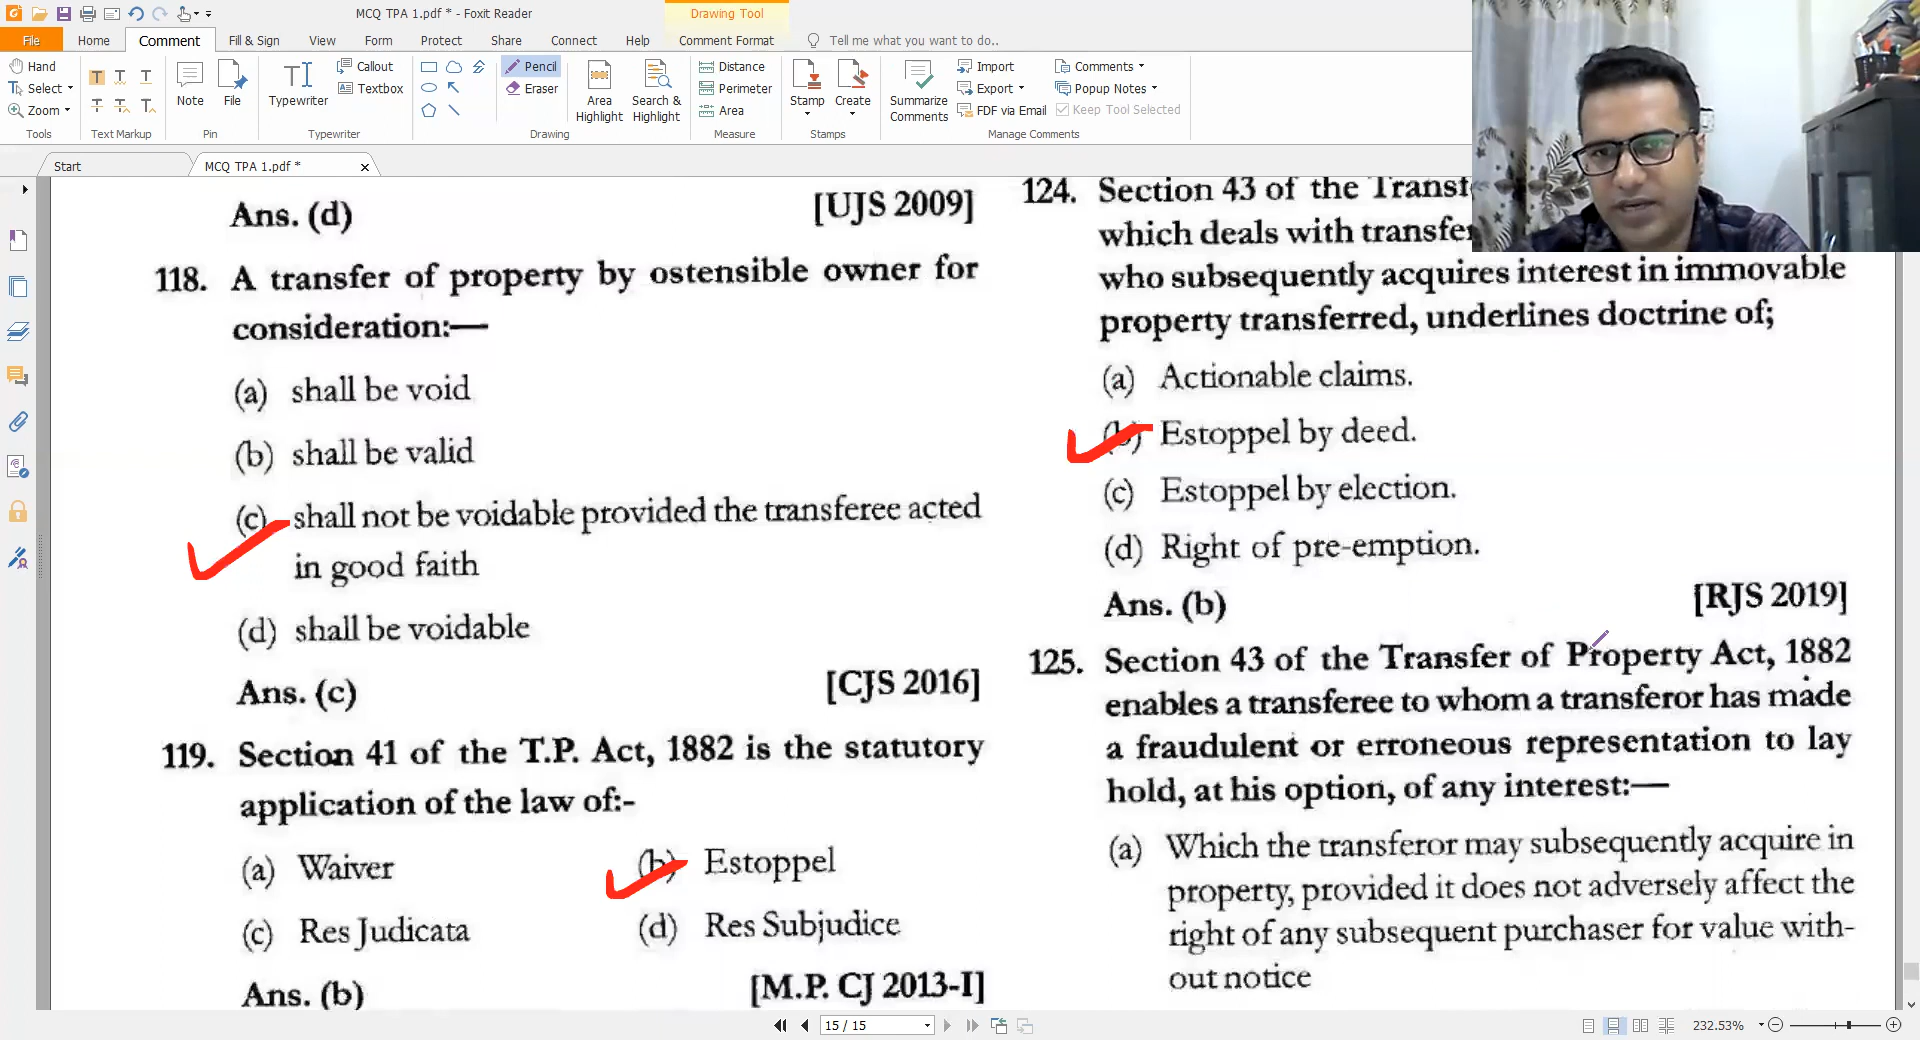 MCQ TPA 1.pdf * - Foxit Reader
Drawing Tool
File
Home
Comment
Fill & Sign
View
Form
Protect
Share
Connect
Help
Comment Format
Tell me what you want to do..
Hand
Select
Zoom
Tools
Text Markup
Note
File
Pin
Typewriter
Callout
Textbox
Typewriter
Pencil
Eraser
Drawing
Area
Highlight
Search &
Highlight
Distance
Perimeter
Area
Measure
Stamp
Create
Stamps
Summarize
Comments
Import
Export
FDF via Email
Comments
Popup Notes
Keep Tool Selected
Manage Comments
Start
MCQ TPA 1.pdf *
Ans. (d)
[UJS 2009]
118. A transfer of property by ostensible owner for
consideration:—
(a) shall be void
(b) shall be valid
(c) shall not be voidable provided the transferee acted
in good faith
(d) shall be voidable
Ans. (c)
[CJS 2016]
119. Section 41 of the T.P. Act, 1882 is the statutory
application of the law of:-
(a) Waiver
(b) Estoppel
(c) Res Judicata
(d) Res Subjudice
Ans. (b)
[M.P. CJ 2013-I]
124. Section 43 of the
which deals with
who subsequently acquires interest in immovable
property transferred, underlines doctrine of;
(a) Actionable claims.
(b) Estoppel by deed.
(c) Estoppel by election.
(d) Right of pre-emption.
Ans. (b)
[RJS 2019]
125. Section 43 of the Transfer of Property Act, 1882
enables a transferee to whom a transferor has made
a fraudulent or erroneous representation to lay
hold, at his option, of any interest:—
(a) Which the transferor may subsequently acquire in
property, provided it does not adversely affect the
right of any subsequent purchaser for value with-
out notice
15 / 15
232.53%